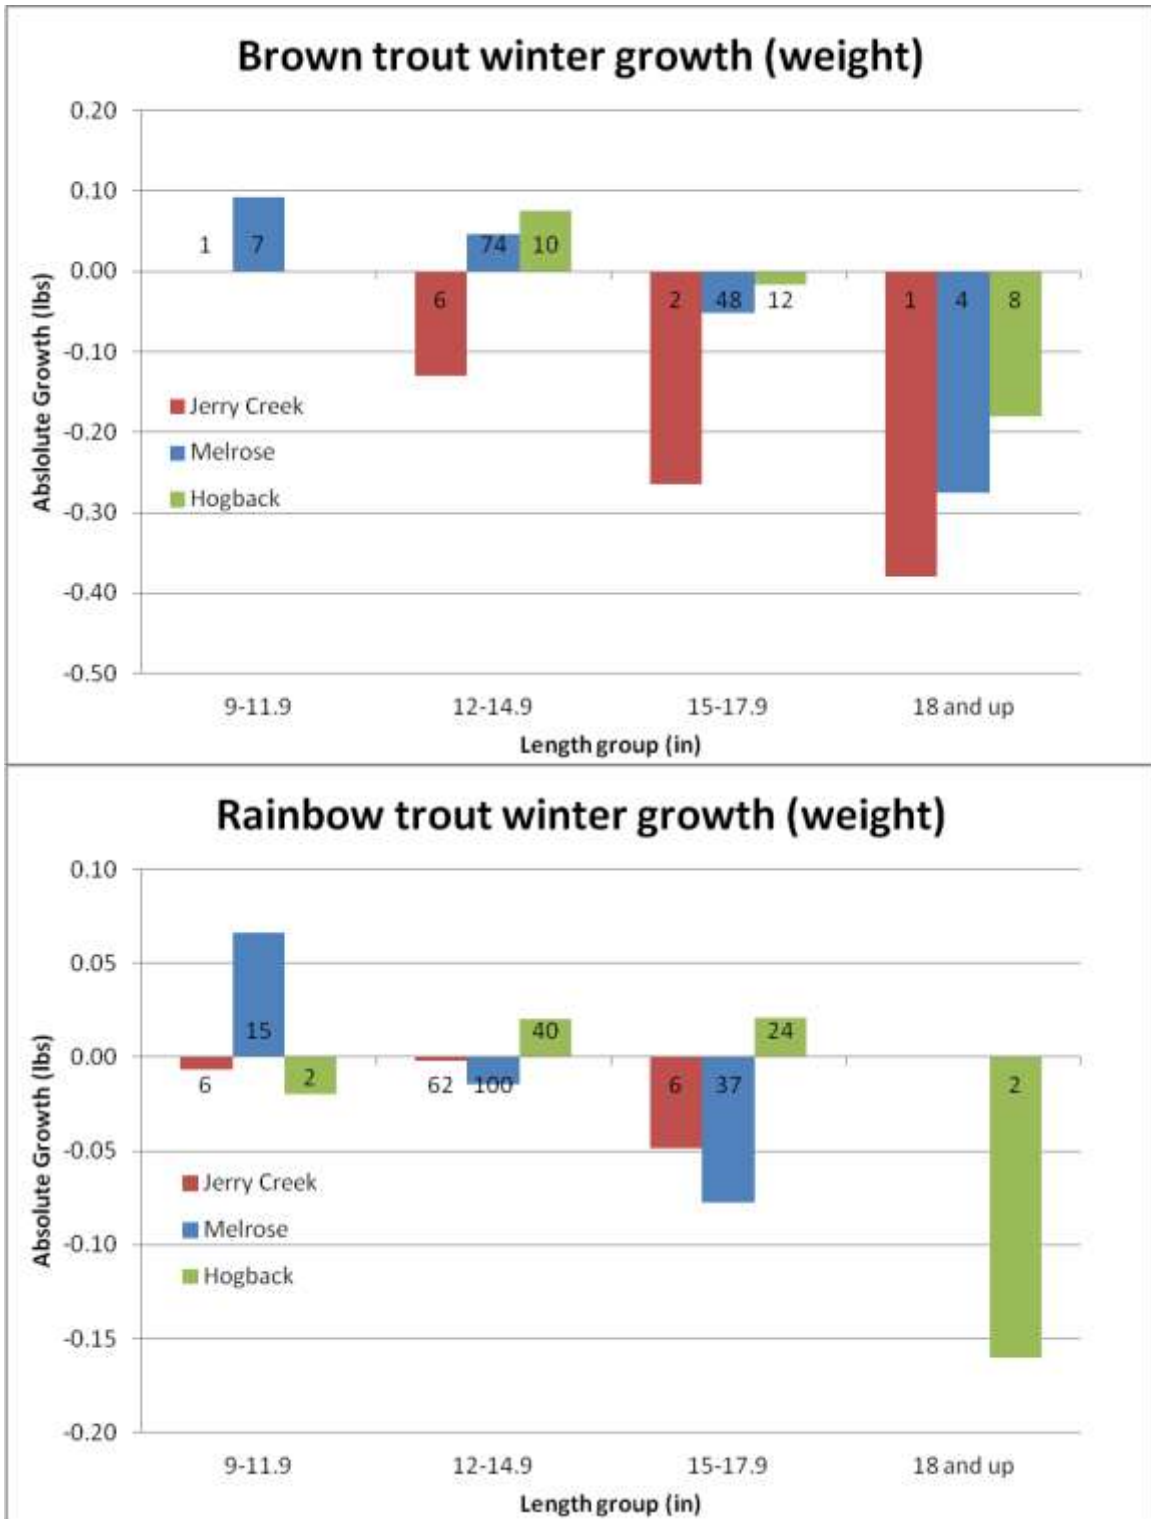 Brown trout winter growth (weight)
0.20
0.10
1 7 74 10
0.00
6 2 48 12 1 4 8
-0.10
Jerry Creek
-0.20
Melrose
Hogback
-0.30
-0.40
-0.50
Abslolute Growth (lbs)
9-11.9 12-14.9 15-17.9 18 and up
Length group (in)
Rainbow trout winter growth (weight)
0.10
0.05
15 40 24
0.00
6 2 62 100 6 37 2
-0.05
Jerry Creek
-0.10
Melrose
Hogback
-0.15
-0.20
Absolute Growth (lbs)
9-11.9 12-14.9 15-17.9 18 and up
Length group (in)